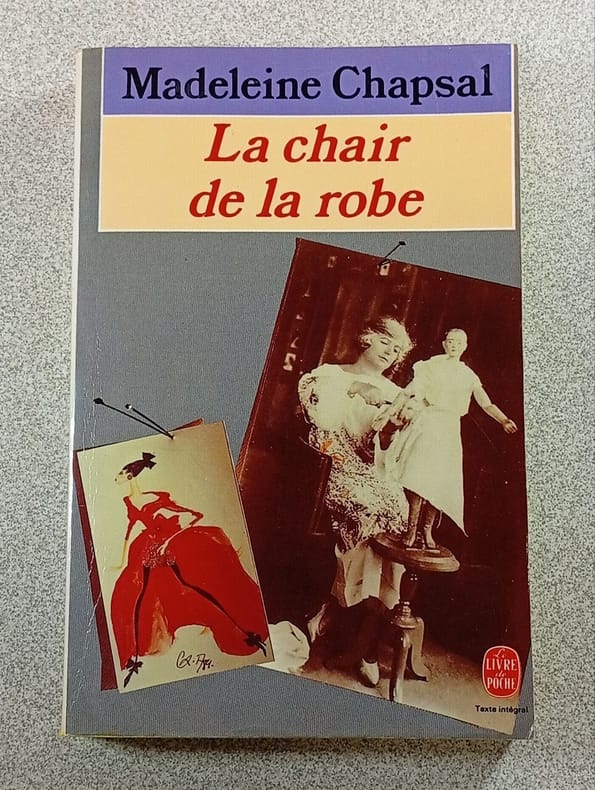 Madeleine Chapsal
La chair
de la robe
Le
LIVRE
de
POCHE
Texte intégral